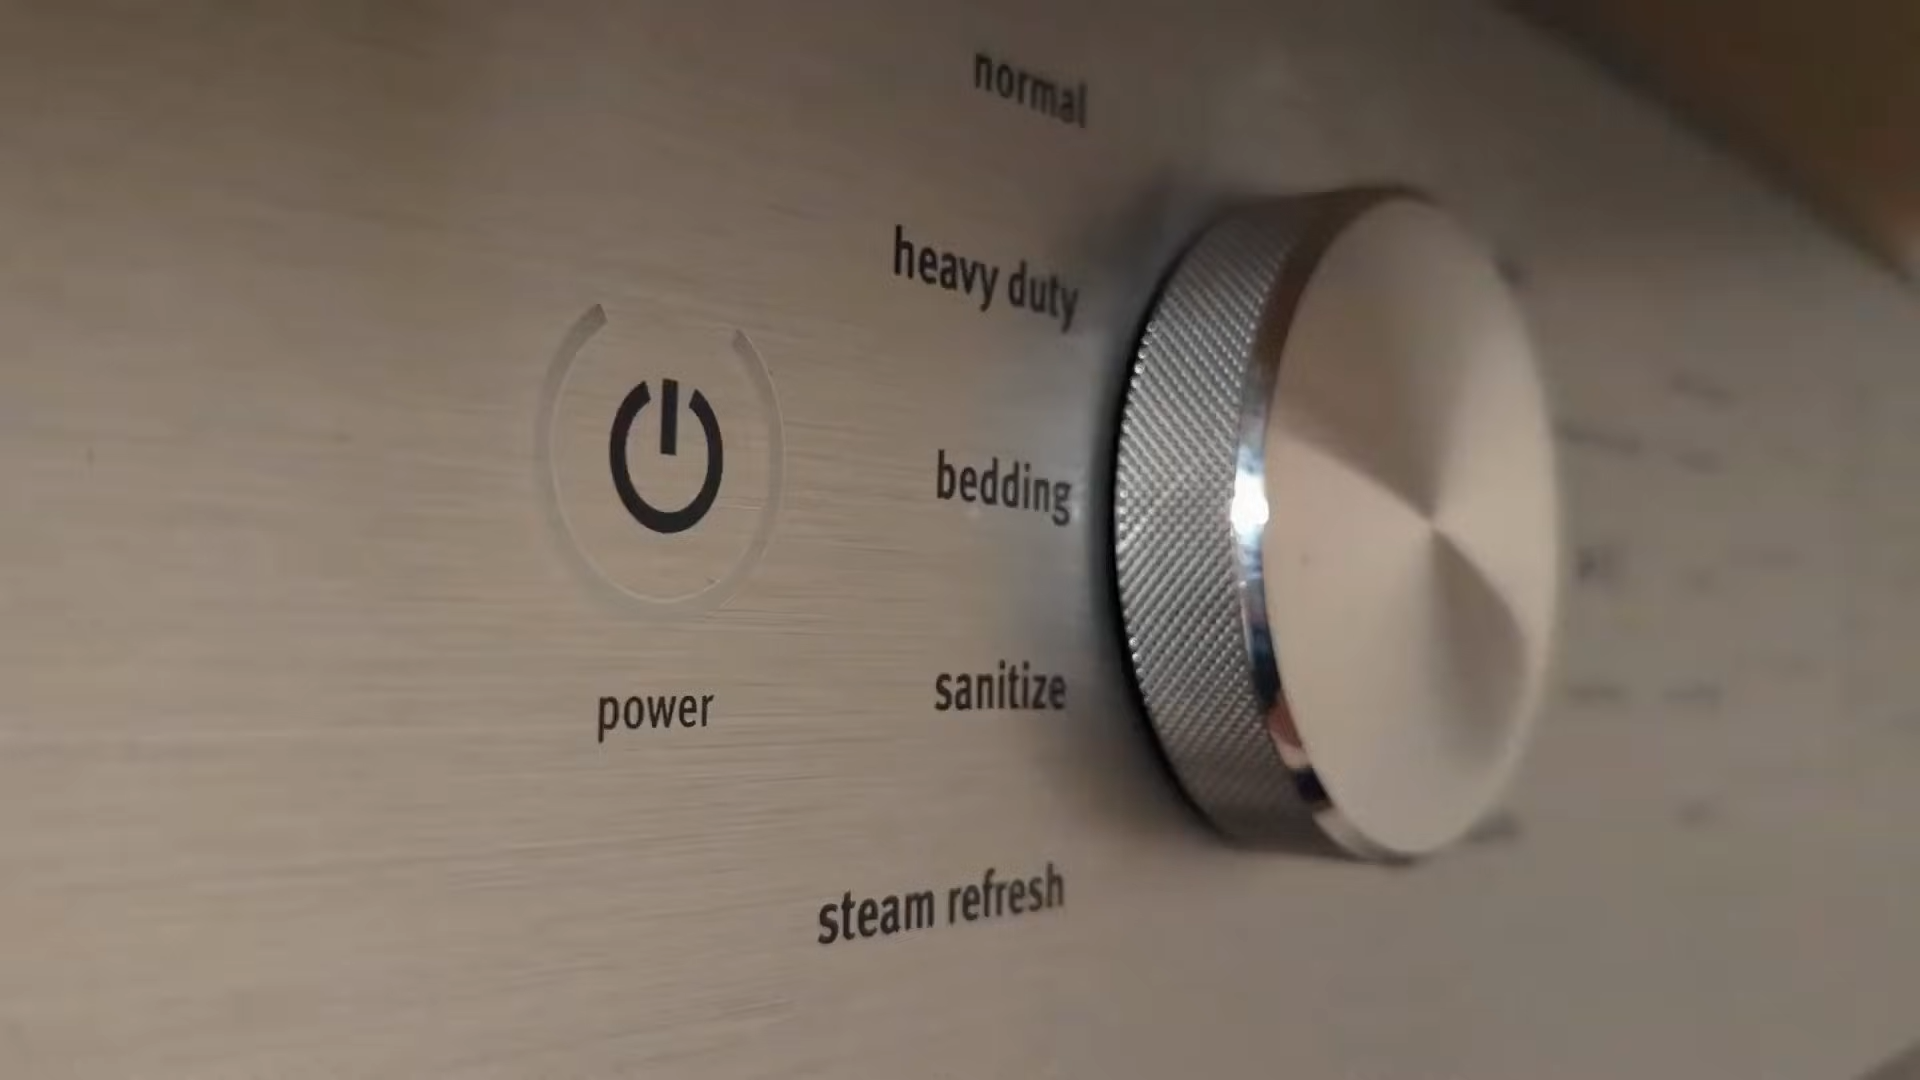 normal
heavy duty
bedding
sanitize
power
steam refresh